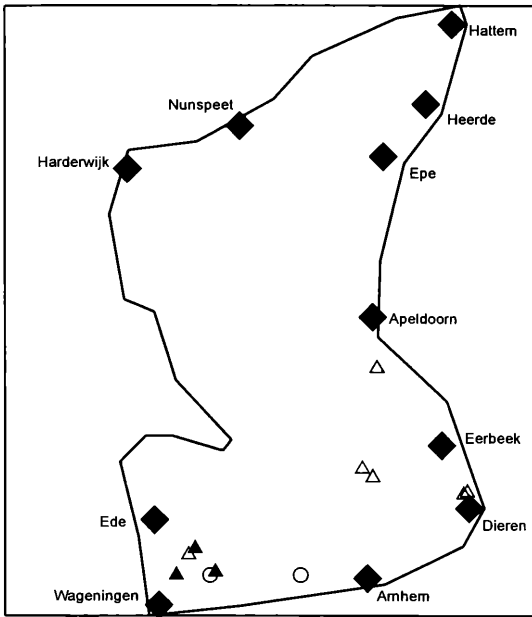 Hattem
Nunspeet
Heerde
Harderwijk
Epe
Apeldoorn
Eerbeek
Ede
Dieren
Wageningen
Arnhem